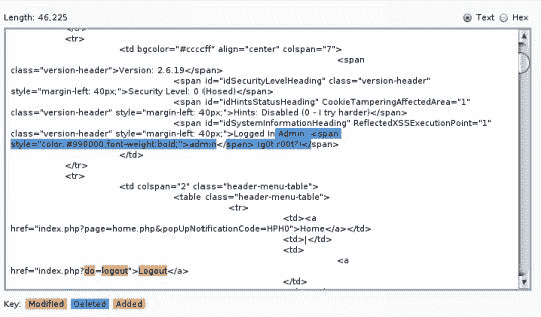 Length: 46,225
Text Hex
</tr>
<tr>
<td bgcolor="#ccccff" align="center" colspan="7">
<span
class="version-header">Version: 2.6.19</span>
<span id="idSecurityLevelHeading" class="version-header"
style="margin-left: 40px;">Security Level: 0 (Hosed)</span>
<span id="idHintsStatusHeading" CookieTamperingAffectedArea="1"
class="version-header" style="margin-left: 40px;">Hints: Disabled (0 - I try harder)</span>
<span id="idSystemInformationHeading" ReflectedXSSExecutionPoint="1"
class="version-header" style="margin-left: 40px;">Logged In Admin: <span
style="color: #990000;font-weight:bold;">admin</span> (g0t r00t?)</span>
</td>
</tr>
<tr>
<td colspan="2" class="header-menu-table">
<table class="header-menu-table">
<tr>
<td><a
href="index.php?page=home.php&popUpNotificationCode=HPH0">Home</a></td>
<td>|</td>
<td>
<a
href="index.php?do=logout">Logout</a>
</td>
Key: Modified Deleted Added